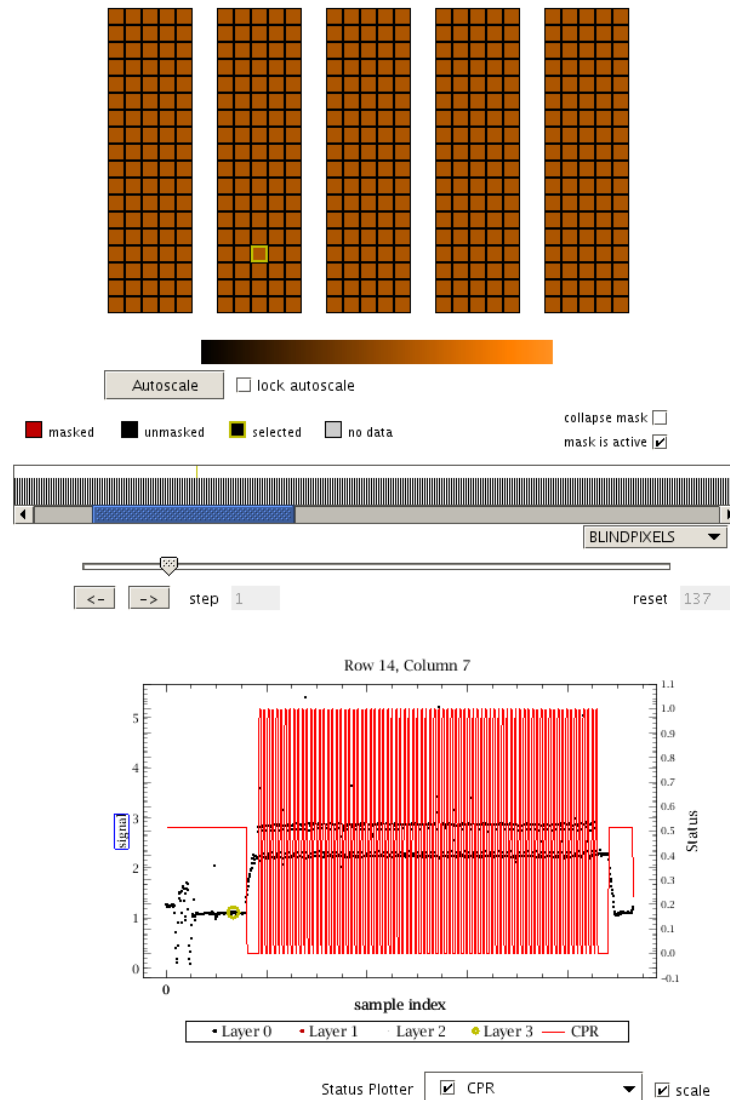 Autoscale lock autoscale
masked unmasked selected no data
collapse mask
mask is active
BLINDPIXELS
<- -> step 1 reset 137
Row 14, Column 7
5
4
3
2
1
0
signal
1.1
1.0
0.9
0.8
0.7
0.6
0.5
0.4
0.3
0.2
0.1
0.0
-0.1
Status
0
sample index
Layer 0 Layer 1 Layer 2 Layer 3 CPR
Status Plotter CPR scale